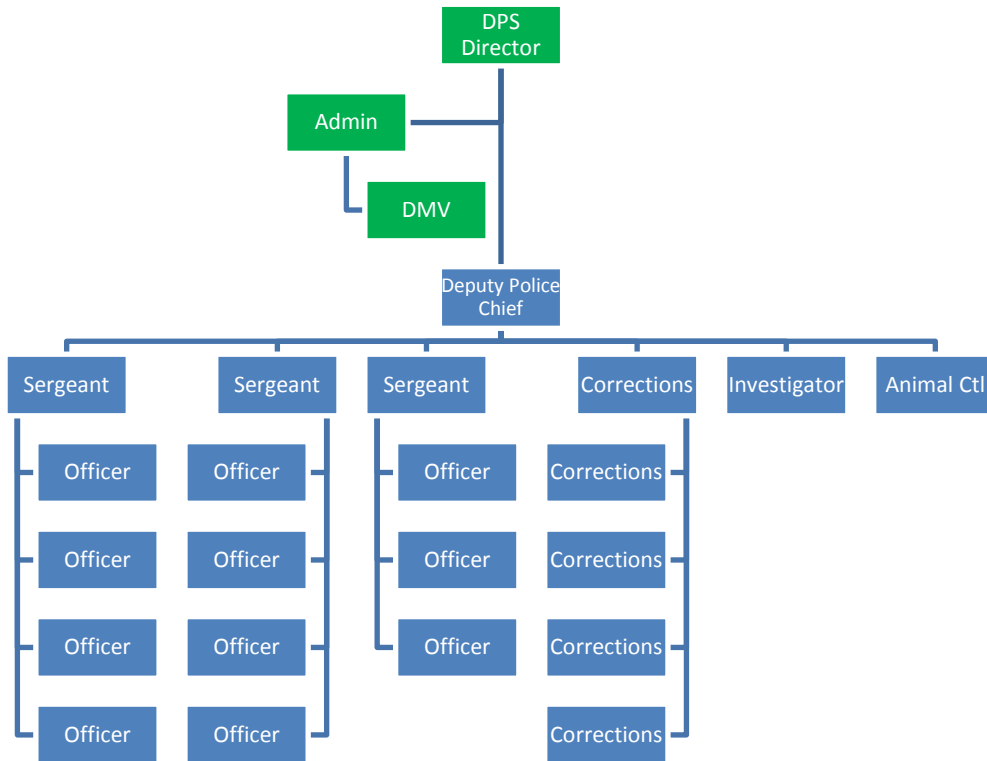 DPS
Director
Admin
DMV
Deputy Police
Chief
Sergeant
Sergeant
Sergeant
Corrections
Investigator
Animal Ctl
Officer
Officer
Officer
Corrections
Officer
Officer
Officer
Corrections
Officer
Officer
Officer
Corrections
Officer
Officer
Corrections